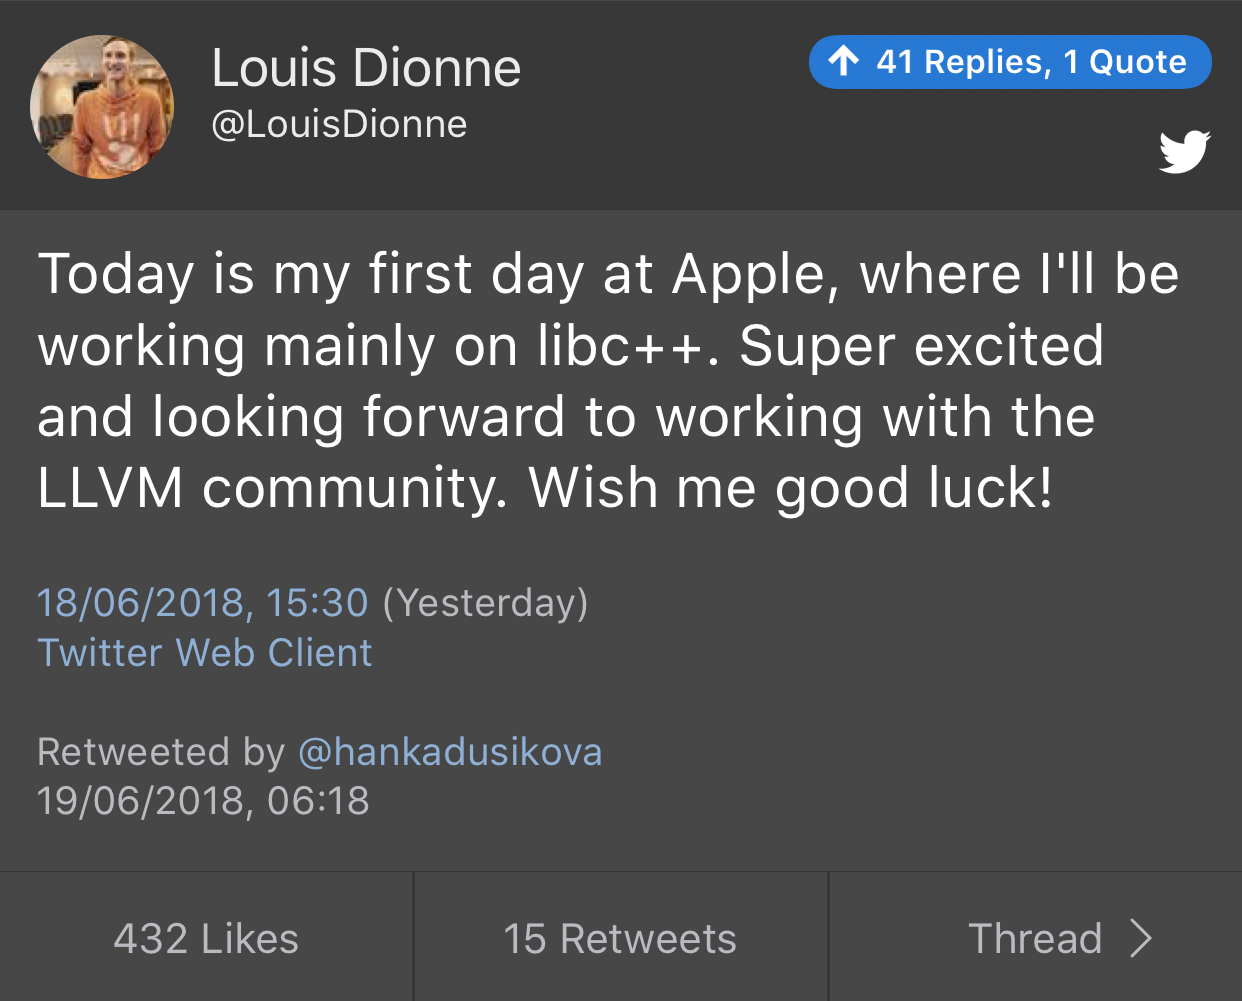 Louis Dionne
@LouisDionne
41 Replies, 1 Quote
Today is my first day at Apple, where I'll be
working mainly on libc++. Super excited
and looking forward to working with the
LLVM community. Wish me good luck!
18/06/2018, 15:30 (Yesterday)
Twitter Web Client
Retweeted by @hankadusikova
19/06/2018, 06:18
432 Likes
15 Retweets
Thread